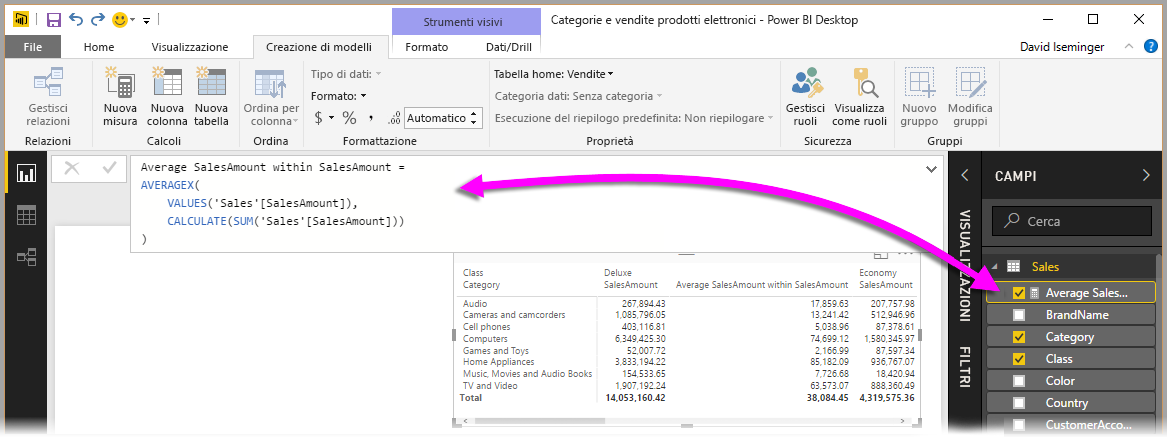 Strumenti visivi
Categorie e vendite prodotti elettronici - Power BI Desktop
File Home Visualizzazione Creazione di modelli Formato Dati/Drill David Iseminger
Gestisci relazioni
Relazioni
Nuova misura
Nuova colonna
Nuova tabella
Calcoli
Ordina per colonna
Ordina
Tipo di dati:
Formato:
$ % , .00 Automatico
Formattazione
Tabella home: Vendite
Categoria dati: Senza categoria
Esecuzione del riepilogo predefinita: Non riepilogare
Proprietà
Gestisci ruoli
Visualizza come ruoli
Sicurezza
Nuovo gruppo
Modifica gruppi
Gruppi
Average SalesAmount within SalesAmount =
AVERAGEX(
VALUES('Sales'[SalesAmount]),
CALCULATE(SUM('Sales'[SalesAmount]))
)
Class Deluxe Economy
Category SalesAmount Average SalesAmount within SalesAmount SalesAmount
Audio 267,894.43 17,859.63 207,757.98
Cameras and camcorders 1,085,796.05 13,241.42 512,946.96
Cell phones 403,116.81 5,038.96 87,378.61
Computers 6,349,425.30 74,699.12 1,580,345.97
Games and Toys 52,007.72 2,166.99 87,597.34
Home Appliances 3,833,194.22 85,182.09 936,767.07
Music, Movies and Audio Books 154,533.65 7,726.68 18,420.94
TV and Video 1,907,192.24 63,573.07 888,360.49
Total 14,053,160.42 38,084.45 4,319,575.36
VISUALIZZAZIONI
FILTRI
CAMPI
Cerca
Sales
Average Sales...
BrandName
Category
Class
Color
Country
CustomerAcco...